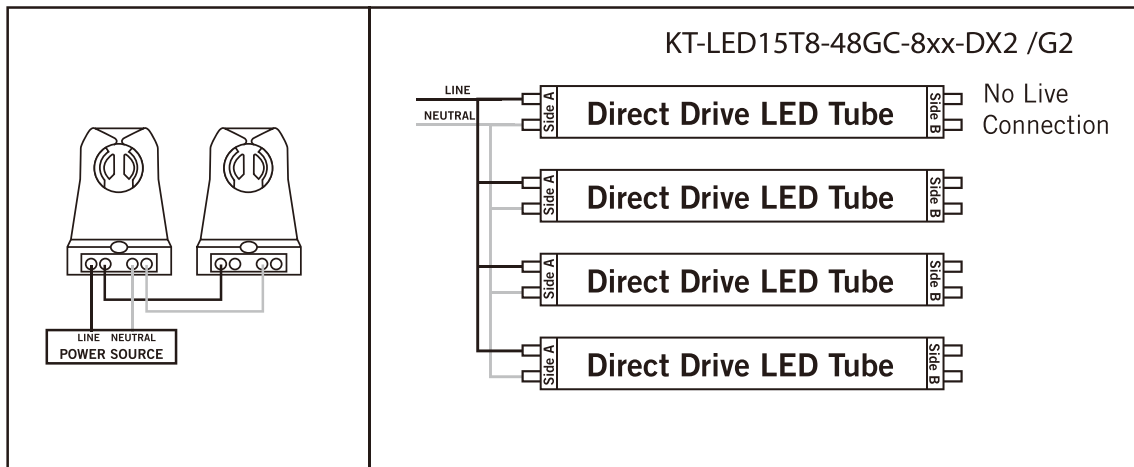 LINE NEUTRAL
POWER SOURCE
KT-LED15T8-48GC-8xx-DX2 /G2
LINE
NEUTRAL
Side A
Direct Drive LED Tube
Side B
No Live
Connection
Side A
Direct Drive LED Tube
Side B
Side A
Direct Drive LED Tube
Side B
Side A
Direct Drive LED Tube
Side B